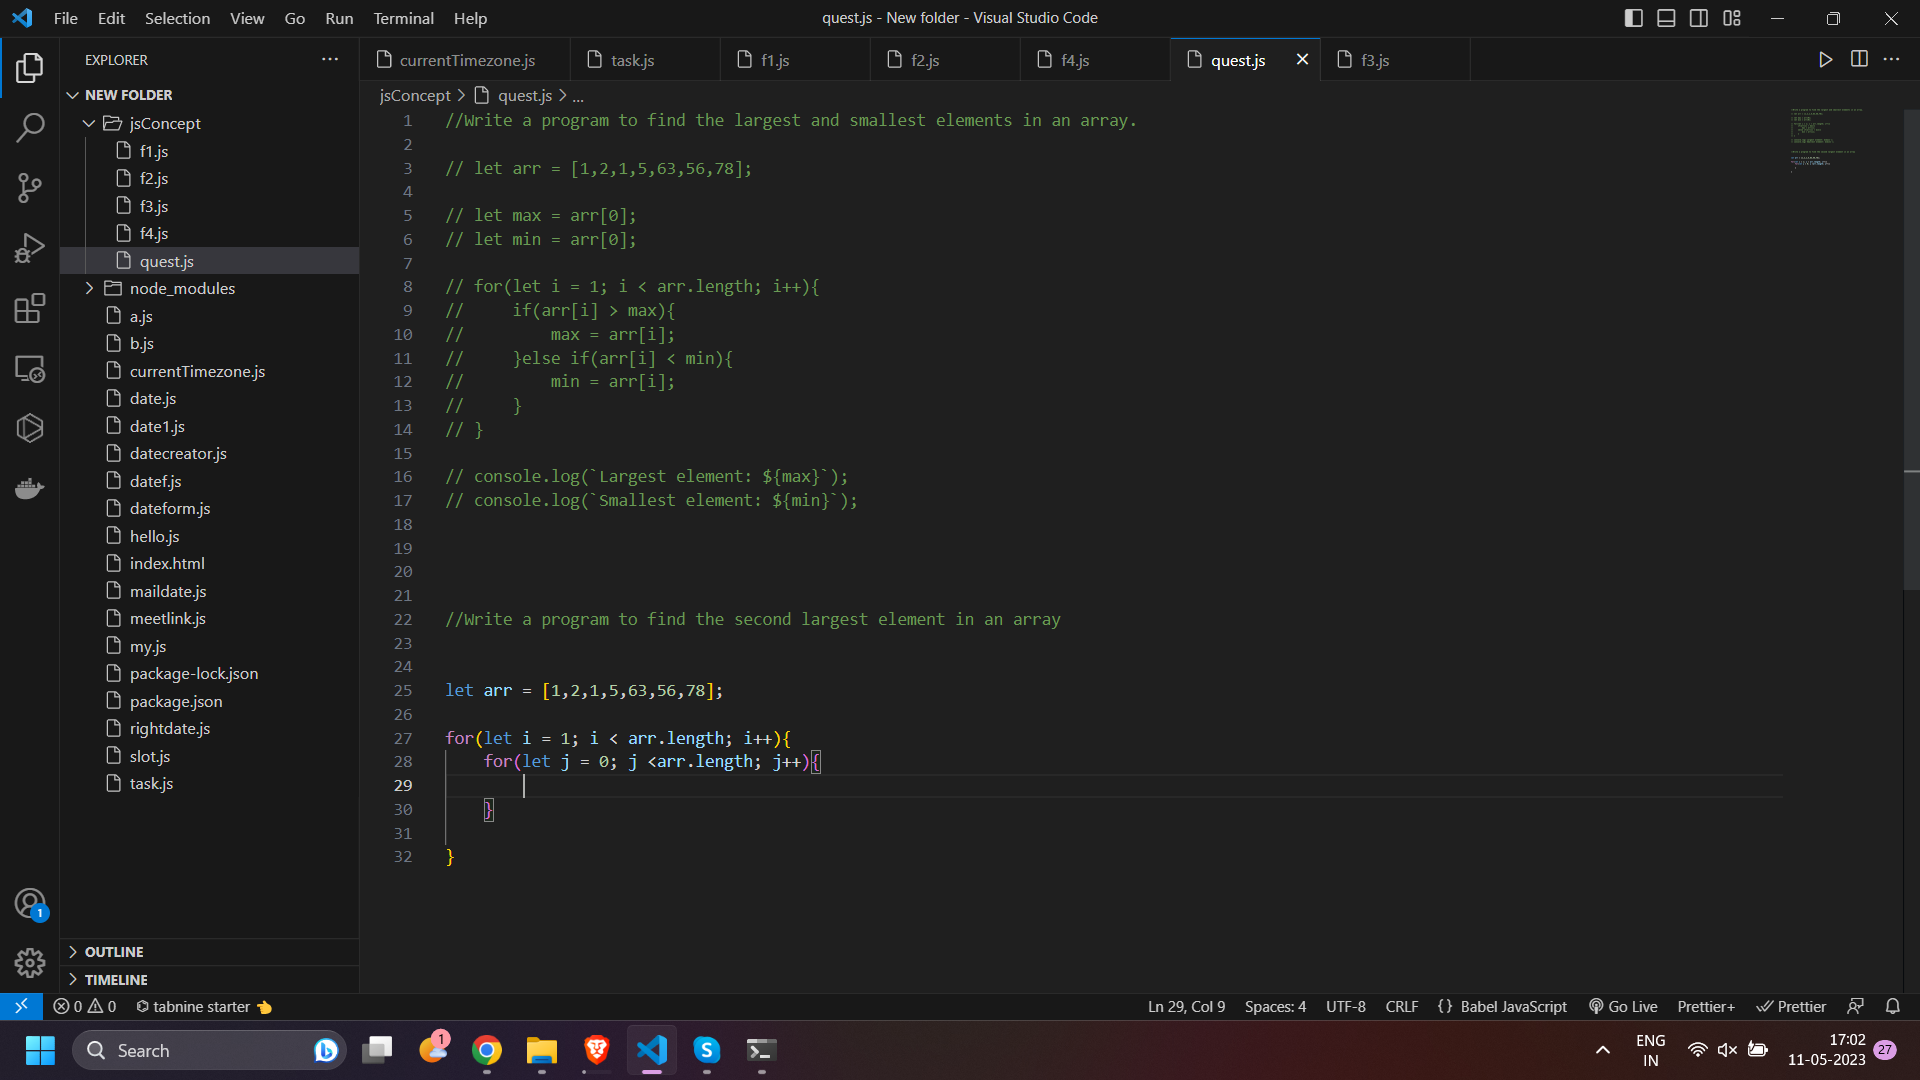 File Edit Selection View Go Run Terminal Help
quest.js - New folder - Visual Studio Code
EXPLORER
NEW FOLDER
jsConcept
f1.js
f2.js
f3.js
f4.js
quest.js
node_modules
a.js
b.js
currentTimezone.js
date.js
date1.js
datecreator.js
datef.js
dateform.js
hello.js
index.html
maildate.js
meetlink.js
my.js
package-lock.json
package.json
rightdate.js
slot.js
task.js
OUTLINE
TIMELINE
currentTimezone.js task.js f1.js f2.js f4.js quest.js f3.js
jsConcept > quest.js > ...
1 //Write a program to find the largest and smallest elements in an array.
2
3 // let arr = [1,2,1,5,63,56,78];
4
5 // let max = arr[0];
6 // let min = arr[0];
7
8 // for(let i = 1; i < arr.length; i++){
9 //     if(arr[i] > max){
10 //         max = arr[i];
11 //     }else if(arr[i] < min){
12 //         min = arr[i];
13 //     }
14 // }
15
16 // console.log(`Largest element: ${max}`);
17 // console.log(`Smallest element: ${min}`);
18
19
20
21
22 //Write a program to find the second largest element in an array
23
24
25 let arr = [1,2,1,5,63,56,78];
26
27 for(let i = 1; i < arr.length; i++){
28     for(let j = 0; j <arr.length; j++){
29
30     }
31
32 }
1
0 0 tabnine starter
Ln 29, Col 9 Spaces: 4 UTF-8 CRLF {} Babel JavaScript Go Live Prettier+ Prettier
Search
1
ENG
IN
17:02
11-05-2023
27